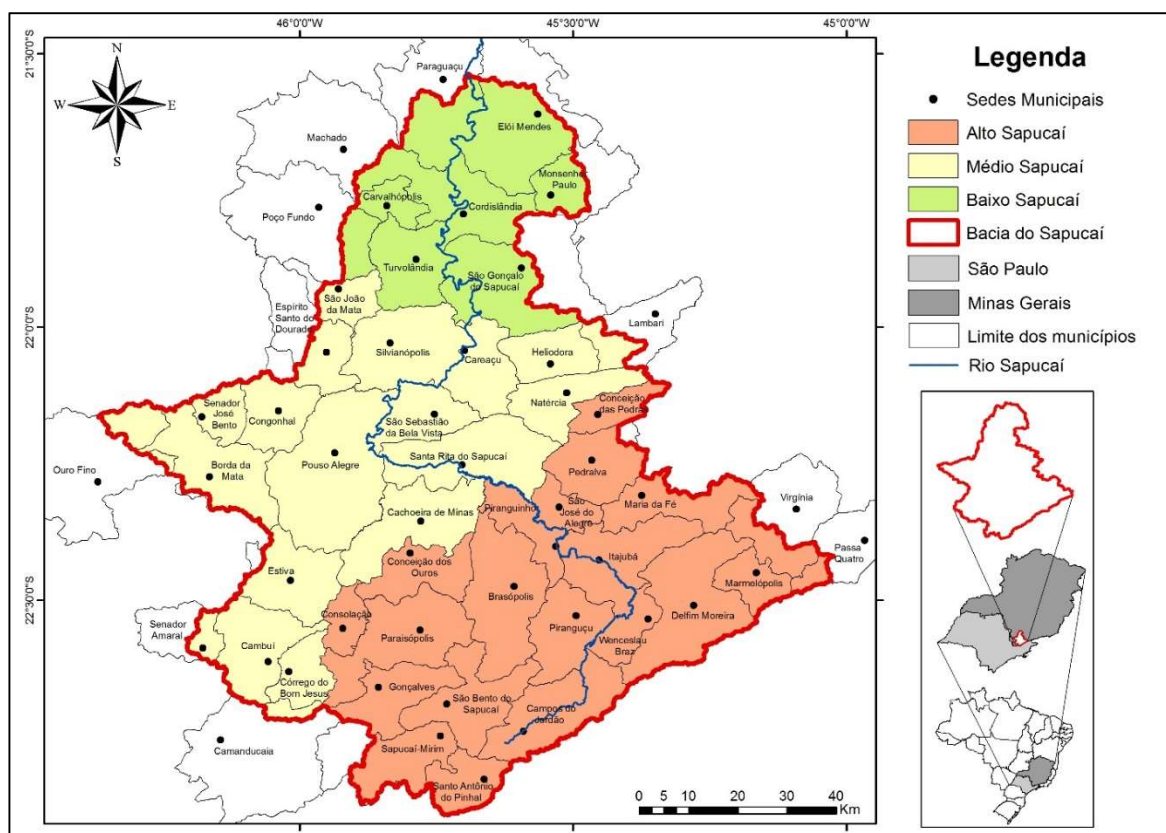 46°0'0"W
45°30'0"W
45°0'0"W
21°30'0"S
22°0'0"S
22°30'0"S
N
W
E
S
Paraguaçu
Elói Mendes
Machado
Monsenhor
Paulo
Carvalhópolis
Cordislândia
Poço Fundo
Turvolândia
São Gonçalo
do Sapucaí
São João
da Mata
Espírito
Santo do
Dourado
Lambari
Silvianópolis
Careaçu
Heliodora
Natércia
Conceição
das Pedras
Senador
José
Bento
Congonhal
São Sebastião
da Bela Vista
Ouro Fino
Borda da
Mata
Pouso Alegre
Santa Rita do Sapucaí
Pedralva
Cachoeira de Minas
Piranguinho
São
José do
Alegre
Maria da Fé
Virgínia
Passa
Quatro
Conceição dos
Ouros
Itajubá
Estiva
Brasópolis
Marmelópolis
Delfim Moreira
Senador
Amaral
Consolação
Paraisópolis
Piranguçu
Wenceslau
Braz
Cambuí
Córrego do
Bom Jesus
Gonçalves
São Bento do
Sapucaí
Campos do
Jordão
Camanducaia
Sapucaí-Mirim
Santo Antônio
do Pinhal
0 5 10 20 30 40
Km
Legenda
Sedes Municipais
Alto Sapucaí
Médio Sapucaí
Baixo Sapucaí
Bacia do Sapucaí
São Paulo
Minas Gerais
Limite dos municípios
Rio Sapucaí